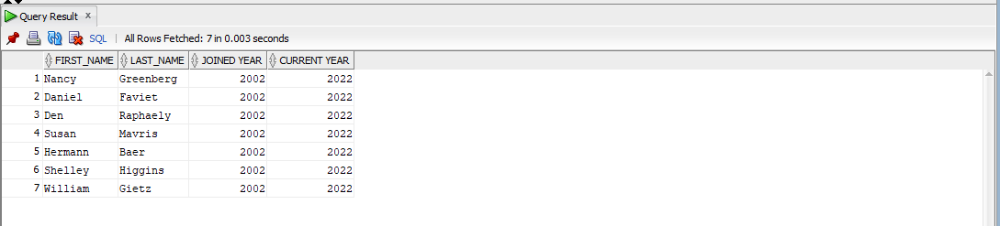 Query Result x
SQL | All Rows Fetched: 7 in 0.003 seconds
FIRST_NAME LAST_NAME JOINED YEAR CURRENT YEAR
1 Nancy Greenberg 2002 2022
2 Daniel Faviet 2002 2022
3 Den Raphaely 2002 2022
4 Susan Mavris 2002 2022
5 Hermann Baer 2002 2022
6 Shelley Higgins 2002 2022
7 William Gietz 2002 2022